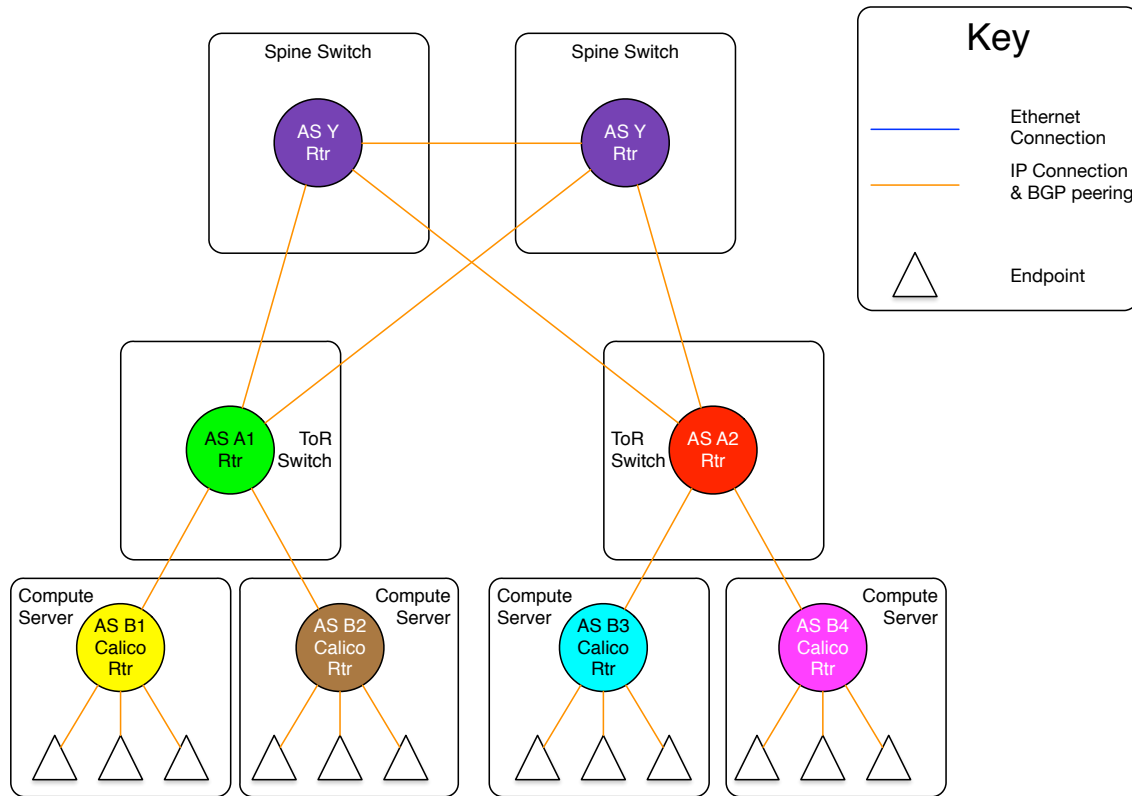 Spine Switch
AS Y
Rtr
Spine Switch
AS Y
Rtr
Key
Ethernet
Connection
IP Connection
& BGP peering
Endpoint
AS A1
Rtr
ToR
Switch
ToR
Switch
AS A2
Rtr
Compute
Server
AS B1
Calico
Rtr
Compute
Server
AS B2
Calico
Rtr
Compute
Server
AS B3
Calico
Rtr
Compute
Server
AS B4
Calico
Rtr